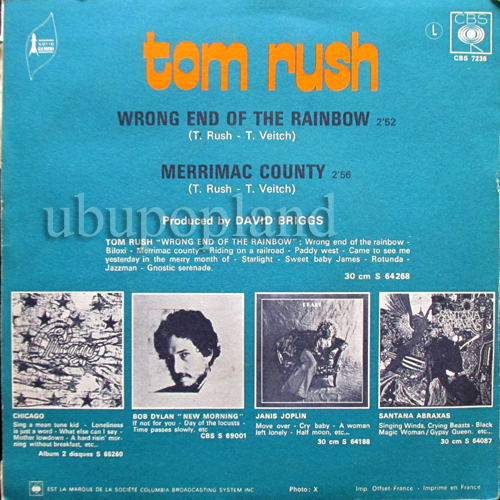 CBS
L
CBS 7236
tom rush
WRONG END OF THE RAINBOW 2'52
(T. Rush - T. Veitch)
MERRIMAC COUNTY 2'56
(T. Rush - T. Veitch)
ubupopland
Produced by DAVID BRIGGS
TOM RUSH "WRONG END OF THE RAINBOW" : Wrong end of the rainbow -
Biloxi - Merrimac county - Riding on a railroad - Paddy west - Came to see me
yesterday in the merry month of - Starlight - Sweet baby James - Rotunda -
Jazzman - Gnostic serenade.
30 cm S 64268
Chicago
PEARL
SANTANA
ABRAXAS
CHICAGO
Sing a mean tune kid - Loneliness
is just a word - What else can I say -
Mother lowdown - A hard risin' mor-
ning without breakfast, etc...
Album 2 disques S 66260
BOB DYLAN "NEW MORNING"
If not for you - Day of the locusts -
Time passes slowly, etc
CBS S 69001
JANIS JOPLIN
Move over - Cry baby - A woman
left lonely - Half moon, etc...
30 cm S 64188
SANTANA ABRAXAS
Singing Winds, Crying Beasts - Black
Magic Woman / Gypsy Queen, etc...
30 cm S 64087
EST LA MARQUE DE LA SOCIÉTÉ COLUMBIA BROADCASTING SYSTEM INC
Photo: X
Imp. Offset-France - Imprimé en France